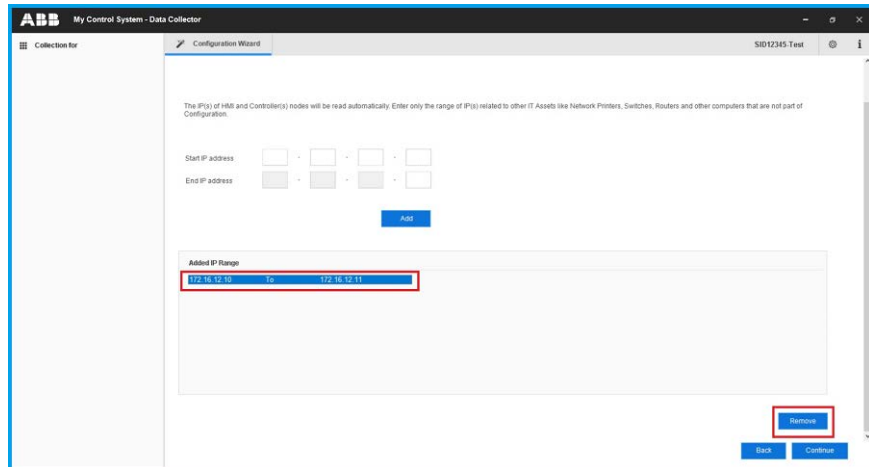 ABB My Control System - Data Collector
Collection for
Configuration Wizard
SID12345-Test
The IP(s) of HMI and Controller(s) nodes will be read automatically. Enter only the range of IP(s) related to other IT Assets like Network Printers, Switches, Routers and other computers that are not part of
Configuration.
Start IP address - - -
End IP address - - -
Add
Added IP Range
172.16.12.10 To 172.16.12.11
Remove
Back Continue